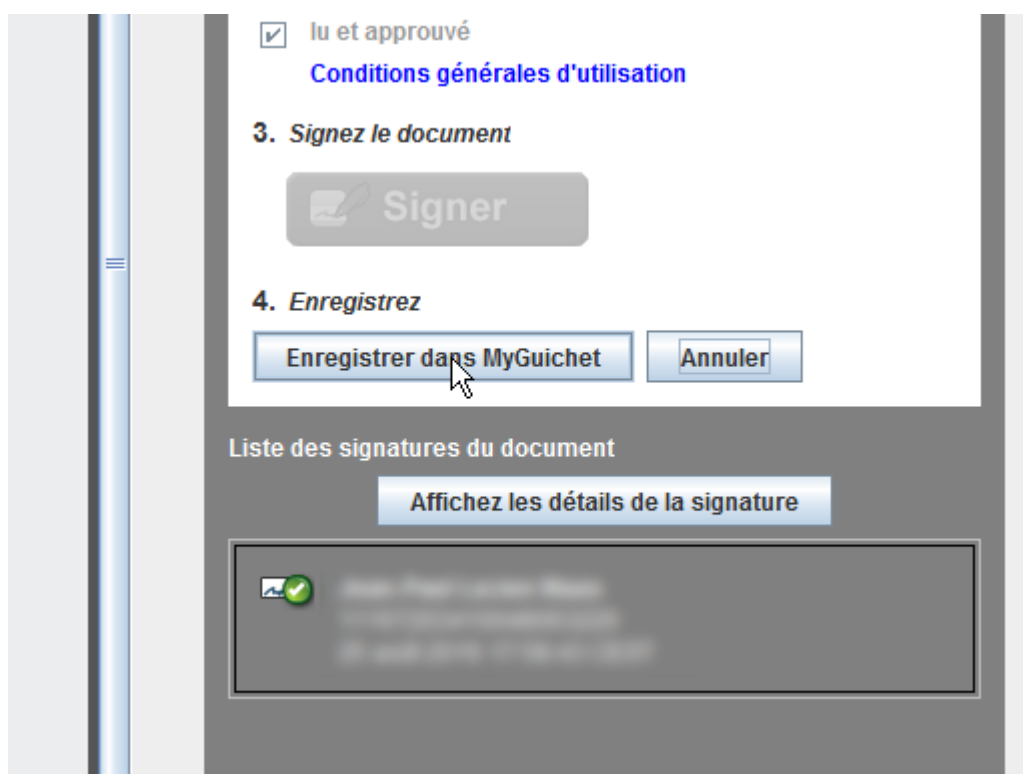 lu et approuvé
Conditions générales d'utilisation
3. Signez le document
Signer
4. Enregistrez
Enregistrer dans MyGuichet Annuler
Liste des signatures du document
Affichez les détails de la signature